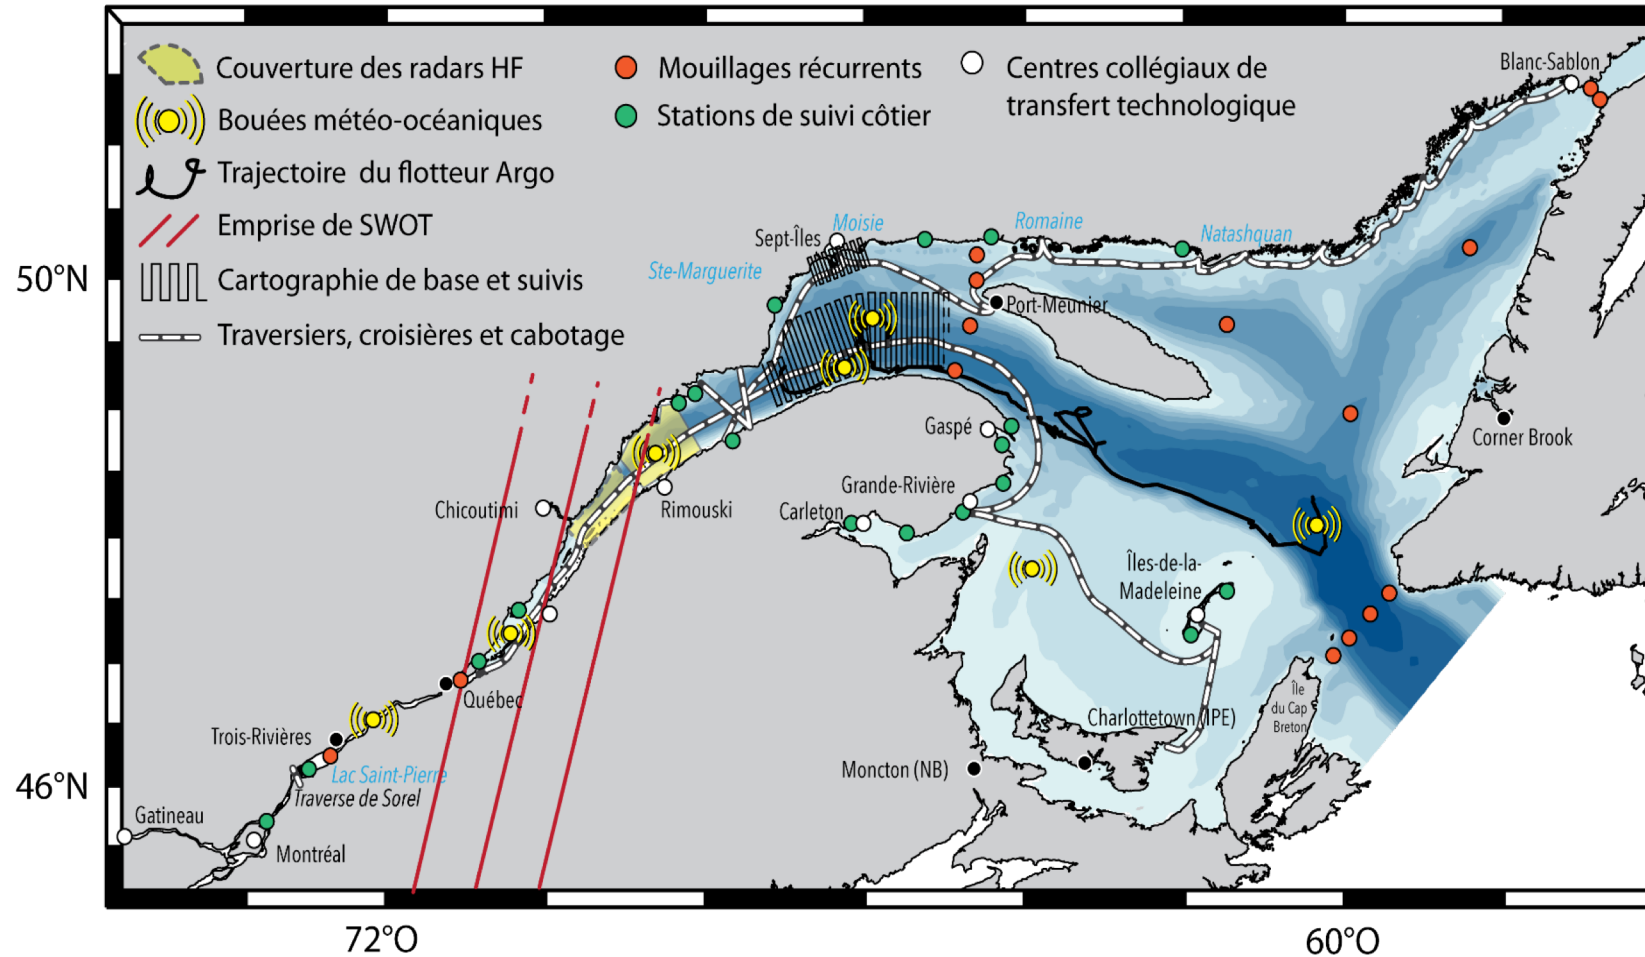 Couverture des radars HF
Bouées météo-océaniques
Trajectoire du flotteur Argo
Emprise de SWOT
Cartographie de base et suivis
Traversiers, croisières et cabotage
Mouillages récurrents
Stations de suivi côtier
Centres collégiaux de
transfert technologique
Blanc-Sablon
Sept-Îles
Moisie
Romaine
Natashquan
Ste-Marguerite
50°N
Port-Meunier
Gaspé
Corner Brook
Grande-Rivière
Chicoutimi
Rimouski
Carleton
Îles-de-la-
Madeleine
Québec
Île
du Cap
Breton
Charlottetown (IPE)
Trois-Rivières
Lac Saint-Pierre
Moncton (NB)
46°N
Traverse de Sorel
Gatineau
Montréal
72°O
60°O